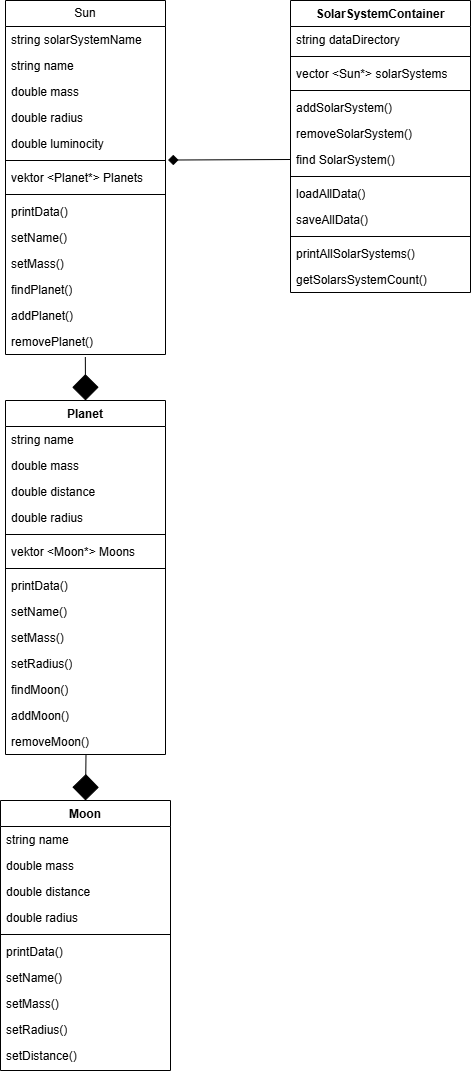 Sun
string solarSystemName
string name
double mass
double radius
double luminocity
vektor <Planet*> Planets
printData()
setName()
setMass()
findPlanet()
addPlanet()
removePlanet()
SolarSystemContainer
string dataDirectory
vector <Sun*> solarSystems
addSolarSystem()
removeSolarSystem()
find SolarSystem()
loadAllData()
saveAllData()
printAllSolarSystems()
getSolarsSystemCount()
Planet
string name
double mass
double distance
double radius
vektor <Moon*> Moons
printData()
setName()
setMass()
setRadius()
findMoon()
addMoon()
removeMoon()
Moon
string name
double mass
double distance
double radius
printData()
setName()
setMass()
setRadius()
setDistance()